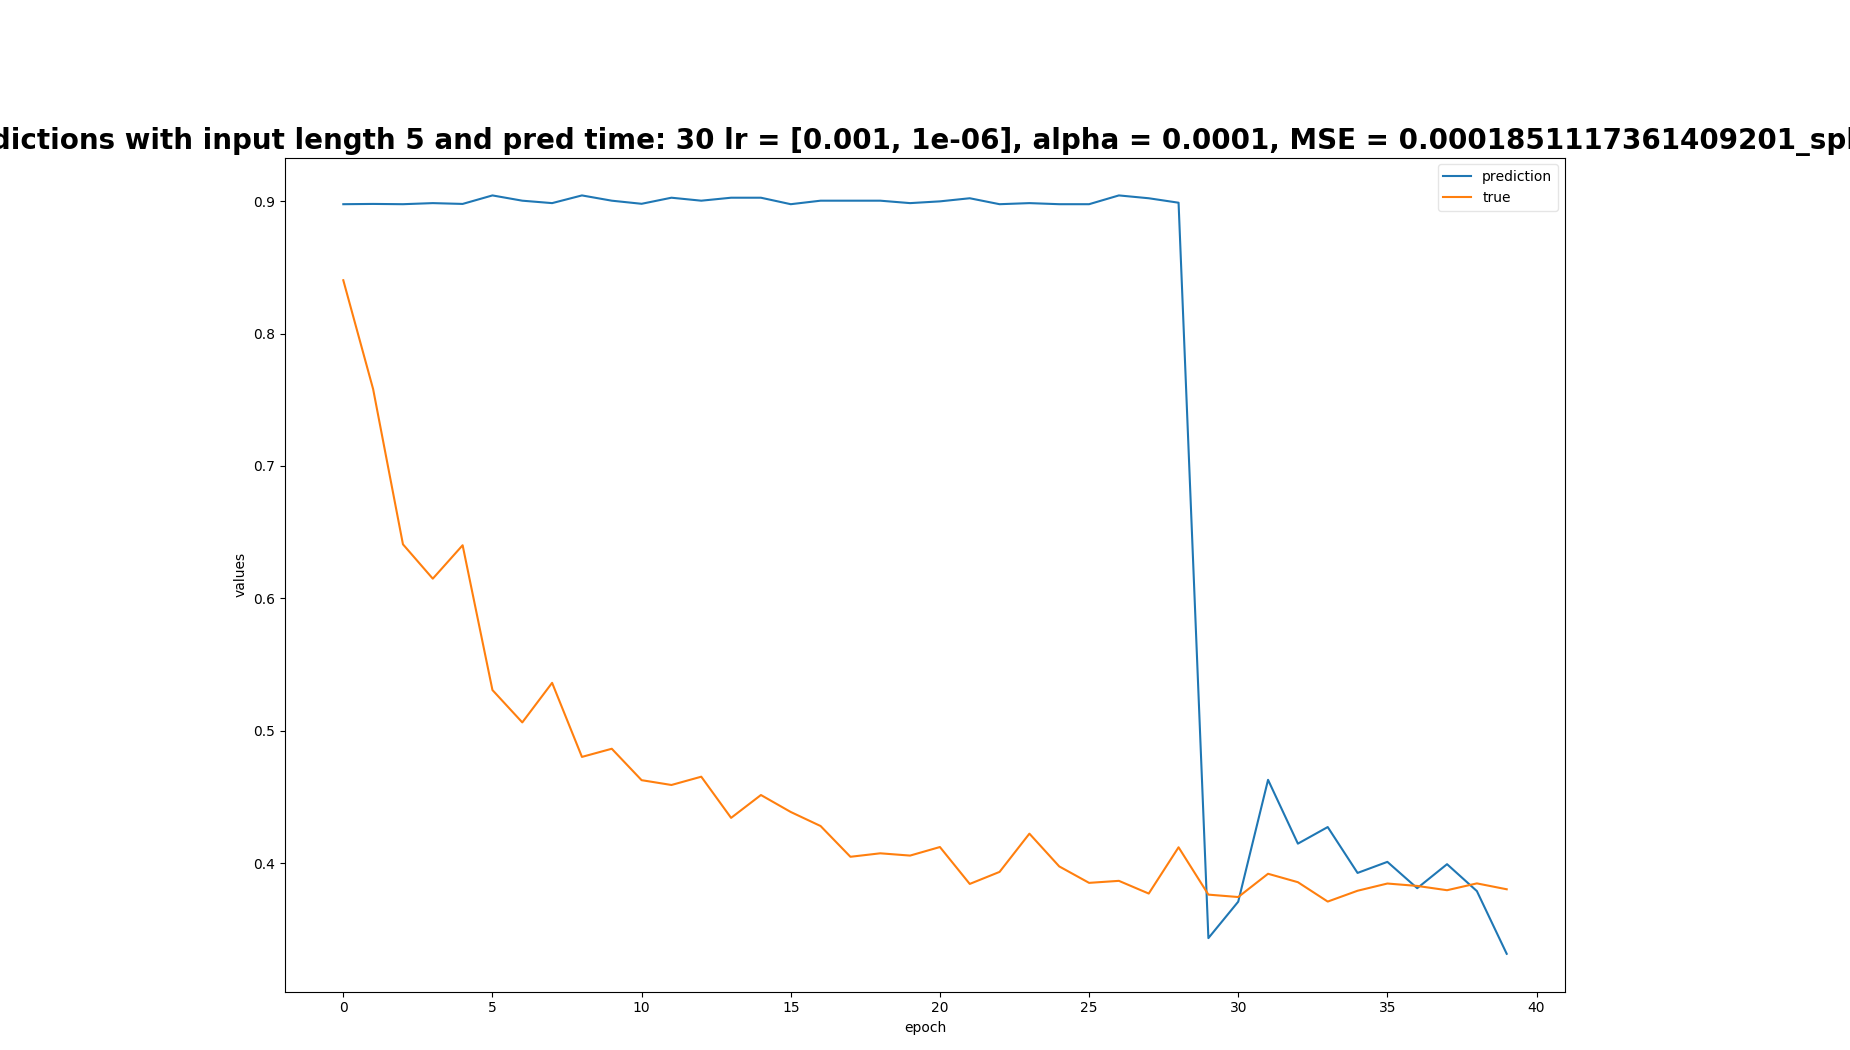 dictions with input length 5 and pred time: 30 lr = [0.001, 1e-06], alpha = 0.0001, MSE = 0.0001851117361409201_spl
prediction
true
0.9
0.8
0.7
0.6
0.5
0.4
values
0 5 10 15 20 25 30 35 40
epoch